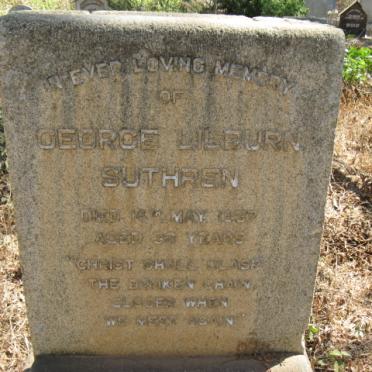 IN EVER LOVING MEMORY
OF
GEORGE LILBURN
SUTHREN
DIED MAY
AGED YEARS
"CHRIST SHALL CLASP
THE BROKEN CHAIN,
CLOSER WHEN
WE MEET AGAIN."